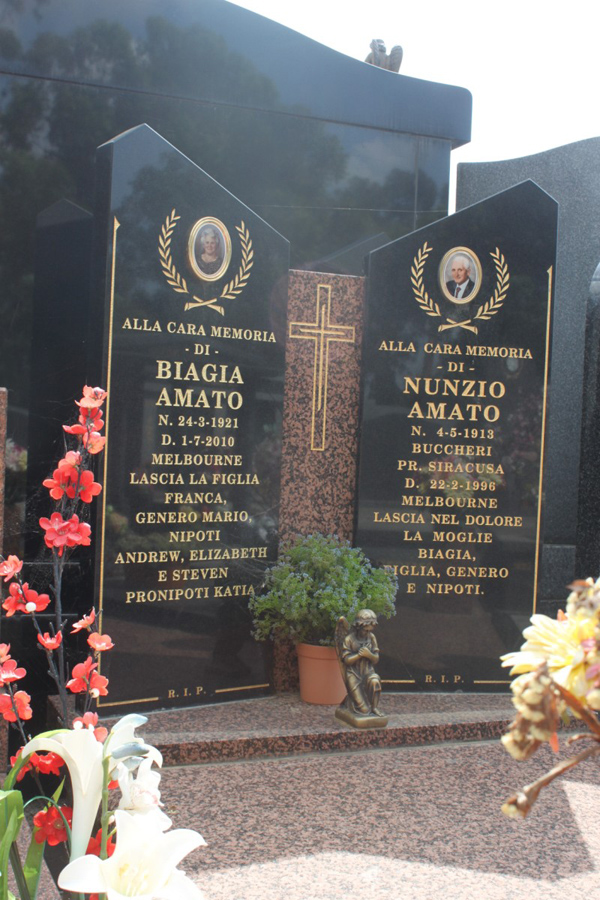 ALLA CARA MEMORIA
- DI -
BIAGIA
AMATO
N. 24-3-1921
D. 1-7-2010
MELBOURNE
LASCIA LA FIGLIA
FRANCA,
GENERO MARIO,
NIPOTI
ANDREW, ELIZABETH
E STEVEN
PRONIPOTI KATIA
R.I.P.
ALLA CARA MEMORIA
- DI -
NUNZIO
AMATO
N. 4-5-1913
BUCCHERI
PR. SIRACUSA
D. 22-2-1996
MELBOURNE
LASCIA NEL DOLORE
LA MOGLIE
BIAGIA,
FIGLIA, GENERO
E NIPOTI.
R.I.P.